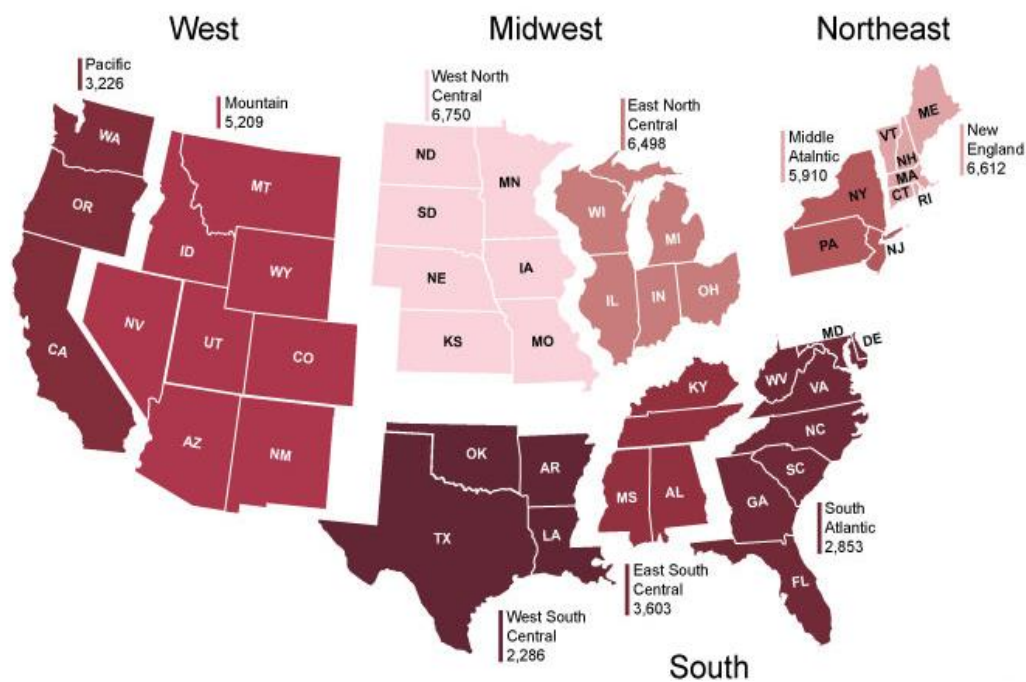 West
Midwest
Northeast
Pacific
3,226
Mountain
5,209
West North
Central
6,750
East North
Central
6,498
Middle
Atalntic
5,910
New
England
6,612
WA
OR
CA
MT
ID
WY
NV
UT
CO
AZ
NM
ND
SD
NE
KS
MN
IA
MO
WI
MI
IL
IN
OH
ME
VT
NH
MA
CT
RI
NY
PA
NJ
TX
OK
AR
LA
KY
MS
AL
MD
DE
WV
VA
NC
SC
GA
FL
South
Atlantic
2,853
East South
Central
3,603
West South
Central
2,286
South